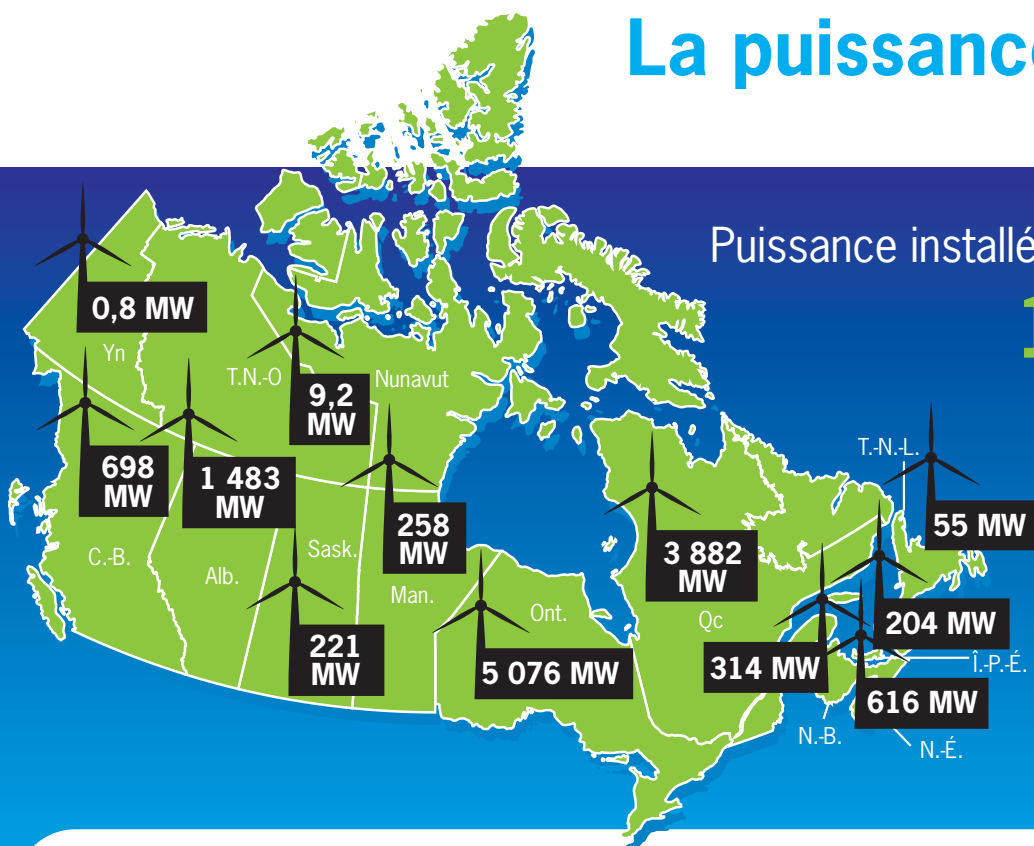 La puissance
Puissance installé
0,8 MW
Yn
T.N.-O
Nunavut
9,2
MW
698
MW
1 483
MW
258
MW
T.-N.-L.
55 MW
3 882
MW
C.-B.
Alb.
Sask.
Man.
Ont.
Qc
204 MW
221
MW
5 076 MW
314 MW
Î.-P.-É.
616 MW
N.-B.
N.-É.